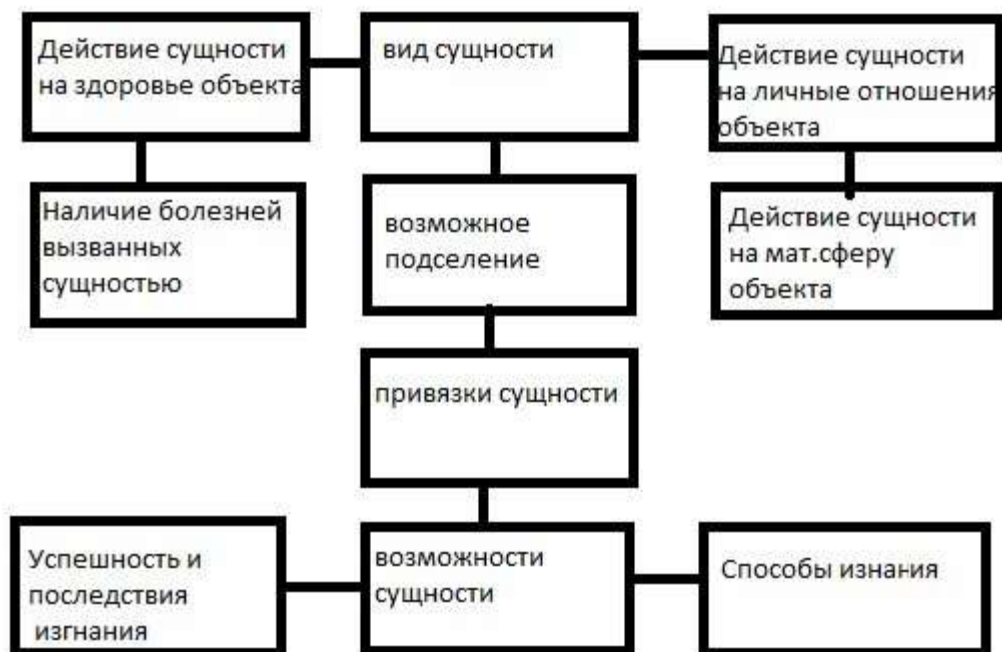 Действие сущности
на здоровье объекта
вид сущности
Действие сущности
на личные отношения
объекта
Наличие болезней
вызванных
сущностью
возможное
подселение
Действие сущности
на мат.сферу
объекта
привязки сущности
Успешность и
последствия
изгнания
возможности
сущности
Способы изнания